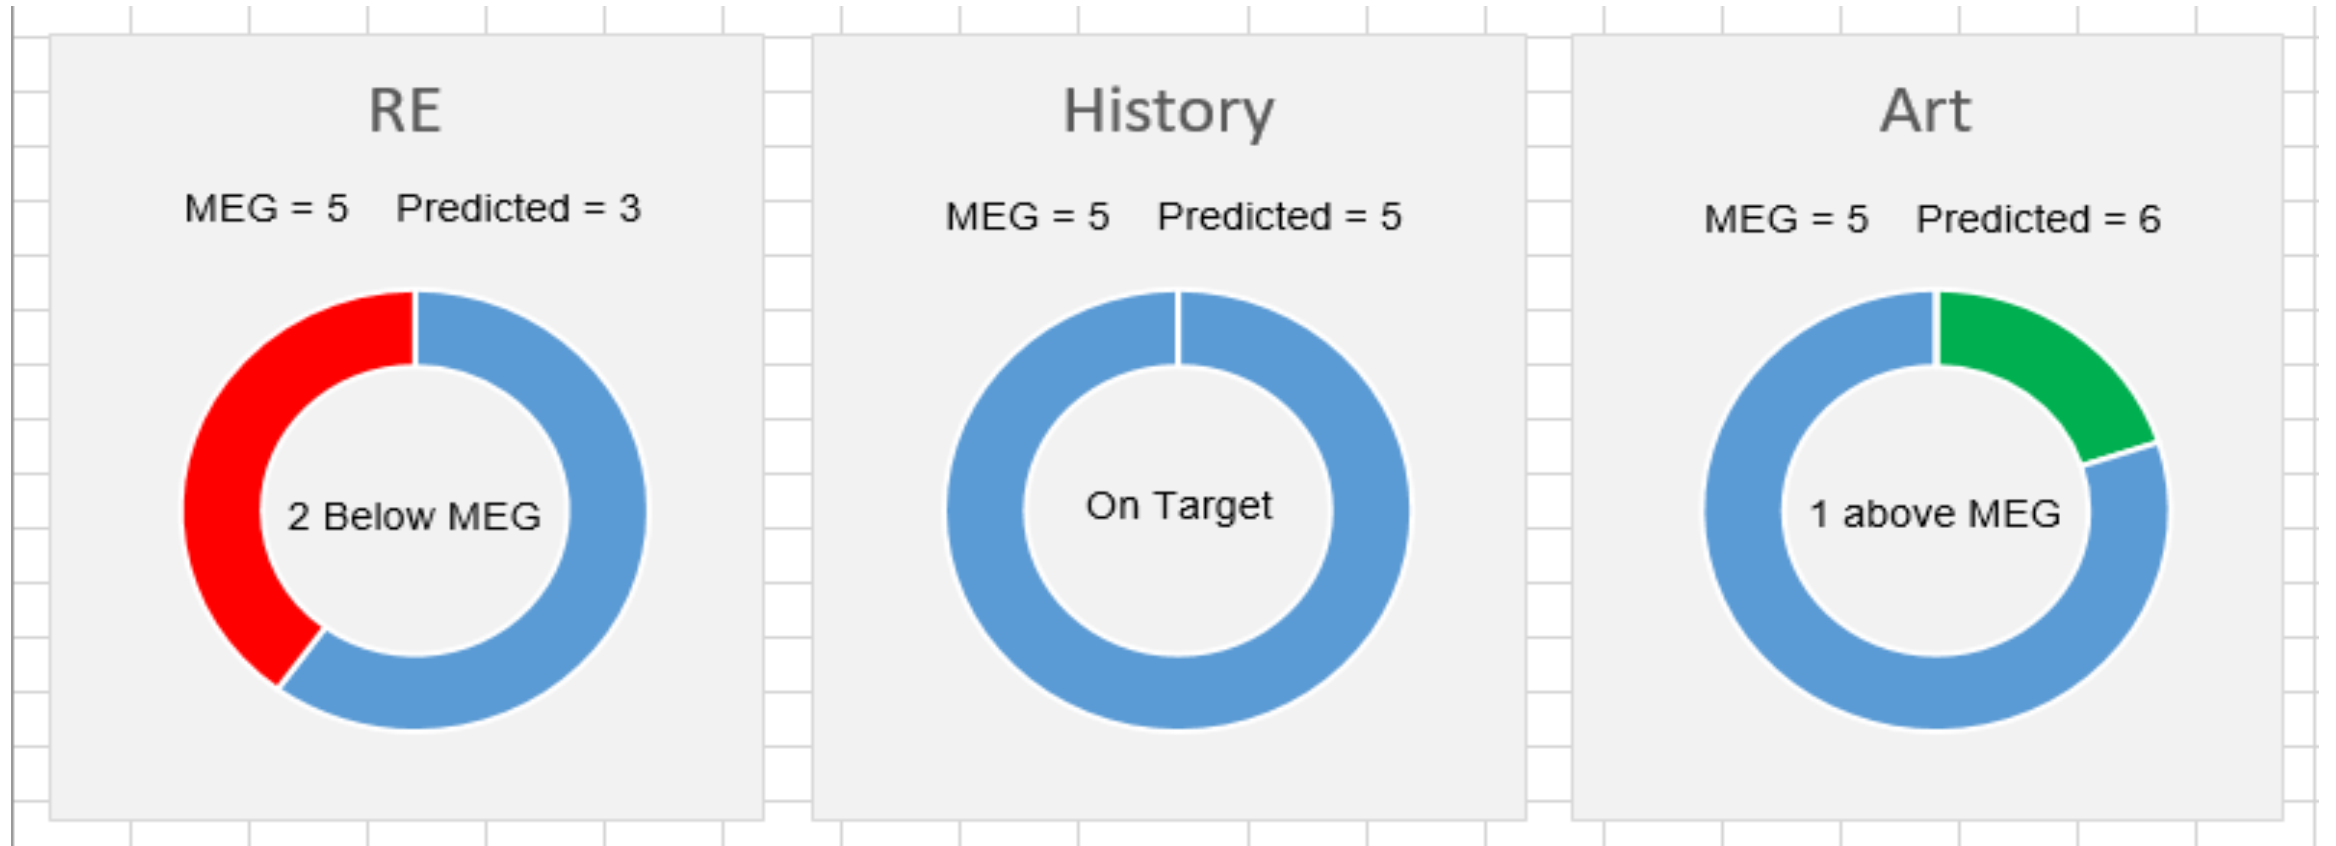 RE
MEG = 5 Predicted = 3
2 Below MEG
History
MEG = 5 Predicted = 5
On Target
Art
MEG = 5 Predicted = 6
1 above MEG